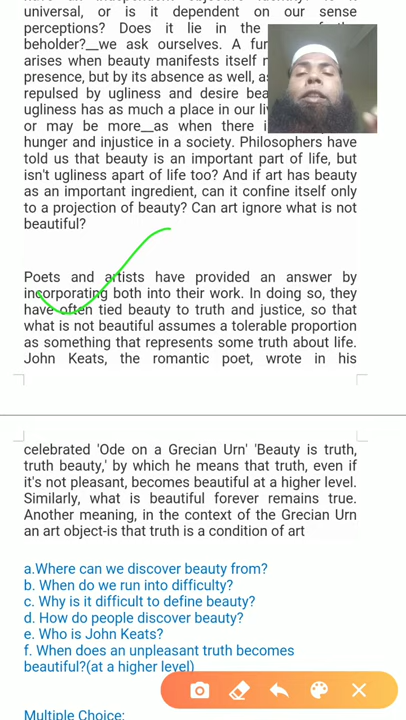 universal, or is it dependent on our sense
perceptions? Does it lie in the
beholder?__we ask ourselves. A fur
arises when beauty manifests itself
presence, but by its absence as well, as
repulsed by ugliness and desire bea
ugliness has as much a place in our li
or may be more__as when there i
hunger and injustice in a society. Philosophers have
told us that beauty is an important part of life, but
isn't ugliness apart of life too? And if art has beauty
as an important ingredient, can it confine itself only
to a projection of beauty? Can art ignore what is not
beautiful?
Poets and artists have provided an answer by
incorporating both into their work. In doing so, they
have often tied beauty to truth and justice, so that
what is not beautiful assumes a tolerable proportion
as something that represents some truth about life.
John Keats, the romantic poet, wrote in his
celebrated 'Ode on a Grecian Urn' 'Beauty is truth,
truth beauty,' by which he means that truth, even if
it's not pleasant, becomes beautiful at a higher level.
Similarly, what is beautiful forever remains true.
Another meaning, in the context of the Grecian Urn
an art object-is that truth is a condition of art
a.Where can we discover beauty from?
b. When do we run into difficulty?
c. Why is it difficult to define beauty?
d. How do people discover beauty?
e. Who is John Keats?
f. When does an unpleasant truth becomes
beautiful?(at a higher level)
Multiple Choice: